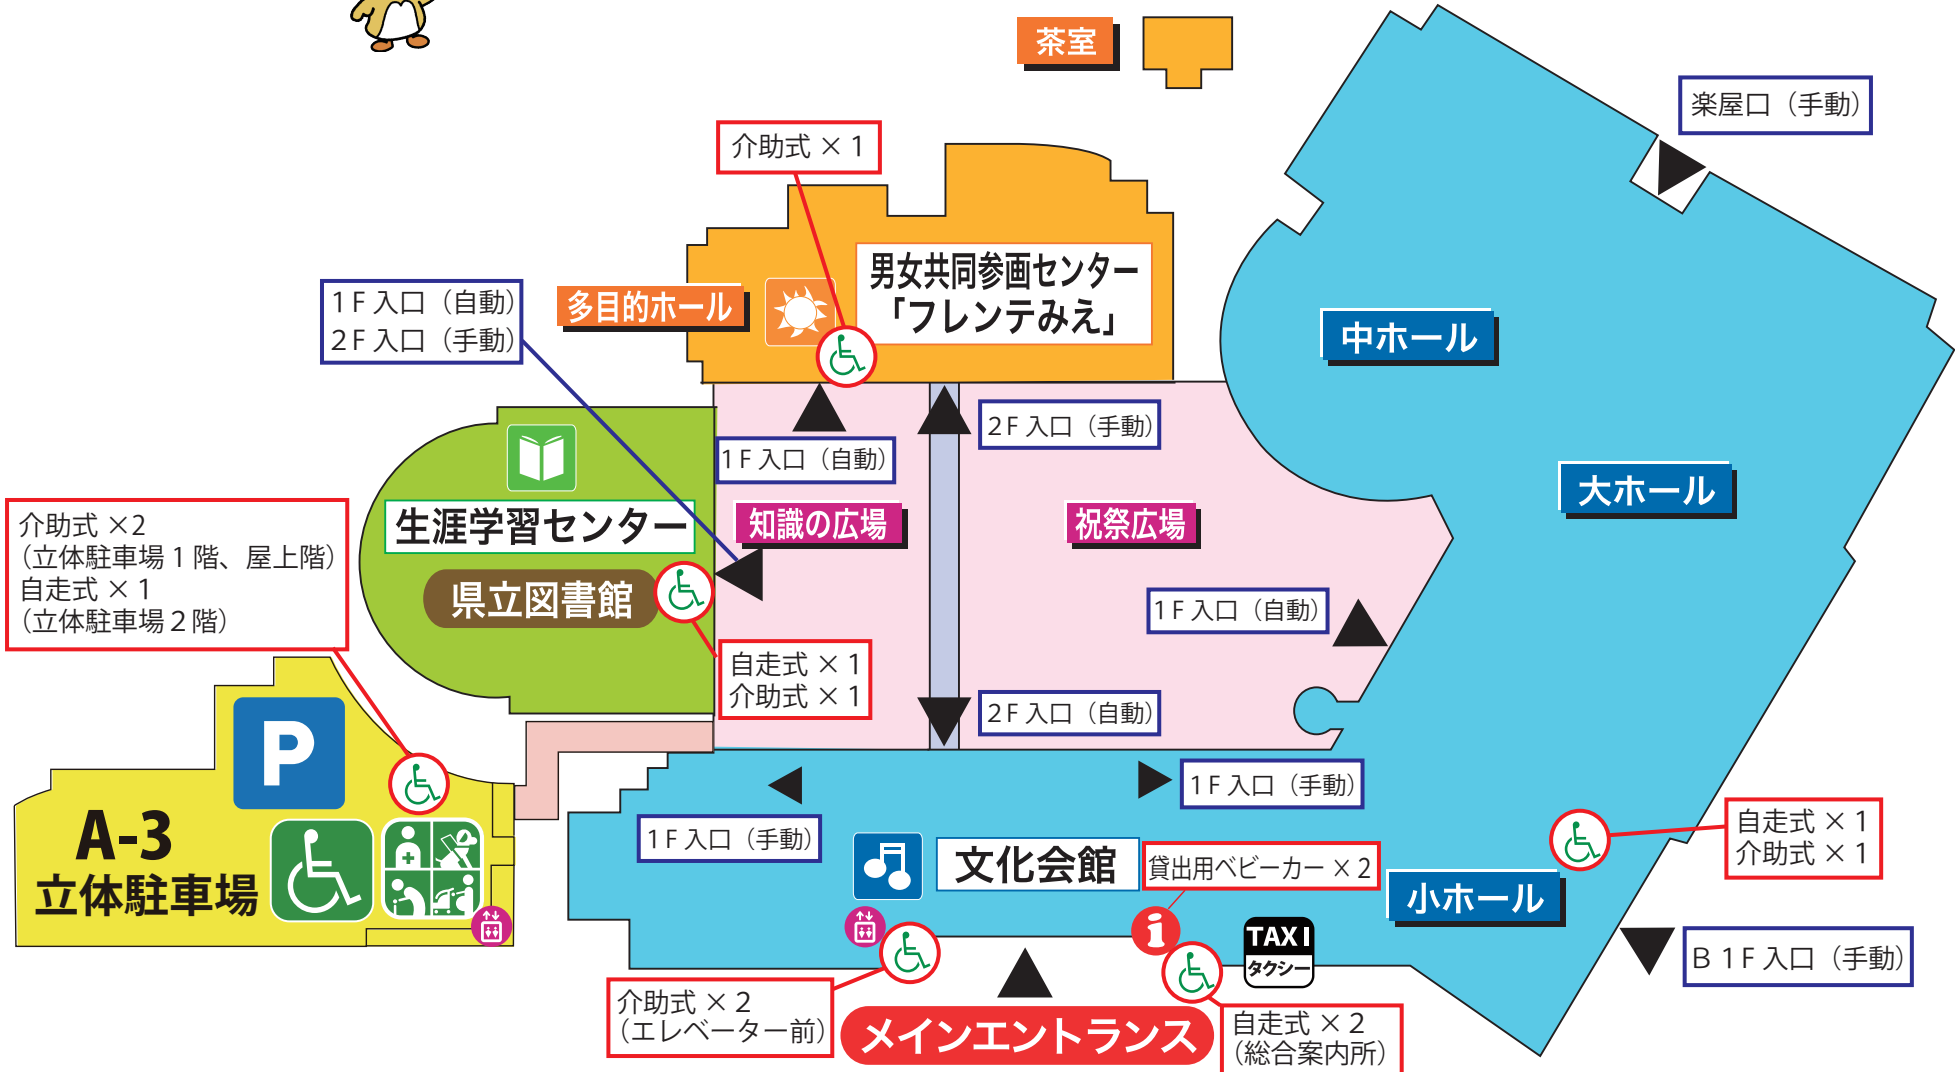 茶室
楽屋口（手動）
介助式 × 1
男女共同参画センター
「フレンテみえ」
多目的ホール
1F 入口（自動）
2F 入口（手動）
中ホール
2F 入口（手動）
1F 入口（自動）
大ホール
生涯学習センター
知識の広場
祝祭広場
介助式 ×2
（立体駐車場 1 階、屋上階）
自走式 × 1
（立体駐車場 2 階）
県立図書館
1F 入口（自動）
自走式 × 1
介助式 × 1
2F 入口（自動）
P
A-3
立体駐車場
1F 入口（手動）
1F 入口（手動）
文化会館
貸出用ベビーカー × 2
自走式 × 1
介助式 × 1
小ホール
i
TAXI
タクシー
B 1F 入口（手動）
介助式 × 2
（エレベーター前）
メインエントランス
自走式 × 2
（総合案内所）